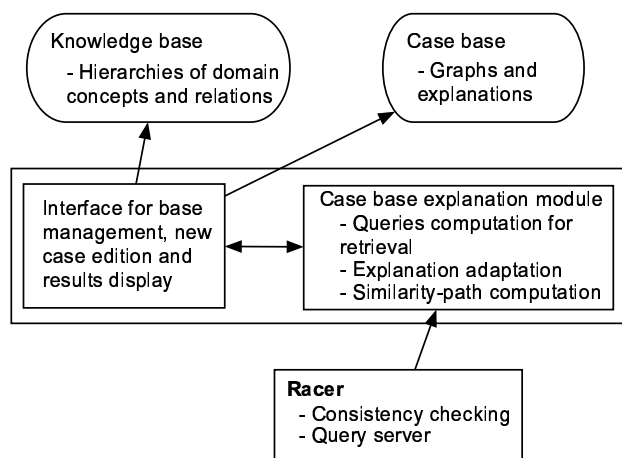 Knowledge base
- Hierarchies of domain
concepts and relations
Case base
- Graphs and
explanations
Interface for base
management, new
case edition and
results display
Case base explanation module
- Queries computation for
retrieval
- Explanation adaptation
- Similarity-path computation
Racer
- Consistency checking
- Query server